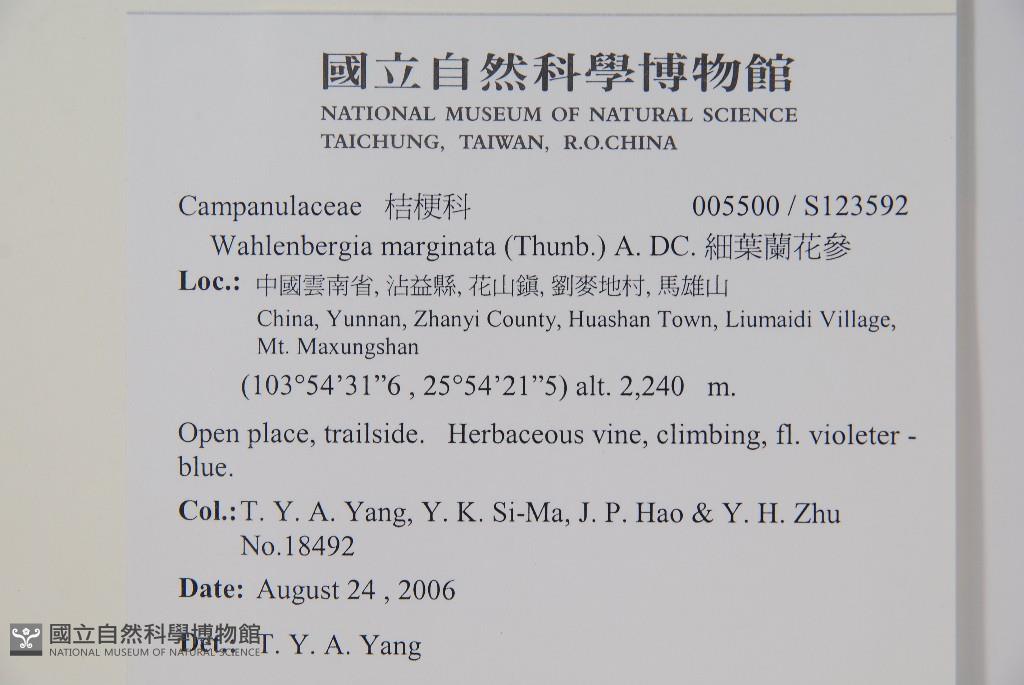 國立自然科學博物館
NATIONAL MUSEUM OF NATURAL SCIENCE
TAICHUNG, TAIWAN, R.O.CHINA
Campanulaceae 桔梗科 005500 / S123592
Wahlenbergia marginata (Thunb.) A. DC. 細葉蘭花參
Loc.: 中國雲南省, 沾益縣, 花山鎮, 劉麥地村, 馬雄山
China, Yunnan, Zhanyi County, Huashan Town, Liumaidi Village,
Mt. Maxungshan
(103°54’31”6 , 25°54’21”5) alt. 2,240 m.
Open place, trailside. Herbaceous vine, climbing, fl. violeter -
blue.
Col.: T. Y. A. Yang, Y. K. Si-Ma, J. P. Hao & Y. H. Zhu
No.18492
Date: August 24 , 2006
Det.: T. Y. A. Yang
國立自然科學博物館
NATIONAL MUSEUM OF NATURAL SCIENCE